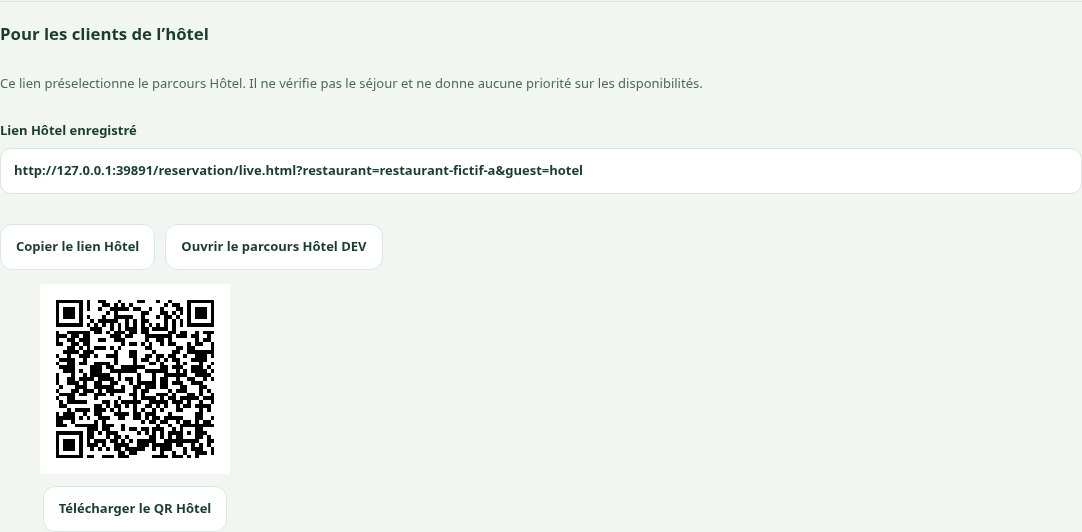 Pour les clients de l’hôtel
Ce lien préselectionne le parcours Hôtel. Il ne vérifie pas le séjour et ne donne aucune priorité sur les disponibilités.
Lien Hôtel enregistré
http://127.0.0.1:39891/reservation/live.html?restaurant=restaurant-fictif-a&guest=hotel
Copier le lien Hôtel
Ouvrir le parcours Hôtel DEV
Télécharger le QR Hôtel